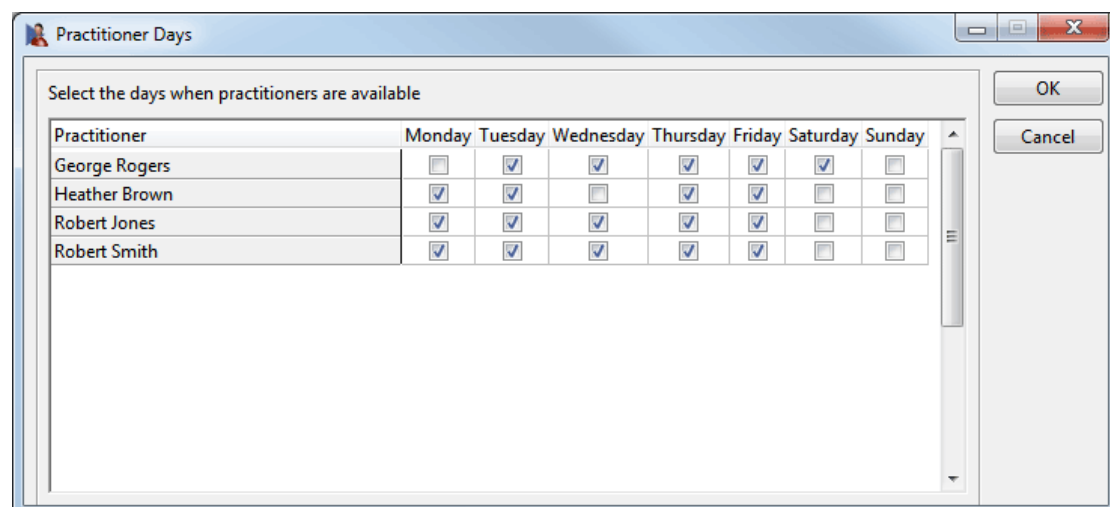 Practitioner Days
Select the days when practitioners are available
OK
Cancel
Practitioner Monday Tuesday Wednesday Thursday Friday Saturday Sunday
George Rogers
Heather Brown
Robert Jones
Robert Smith